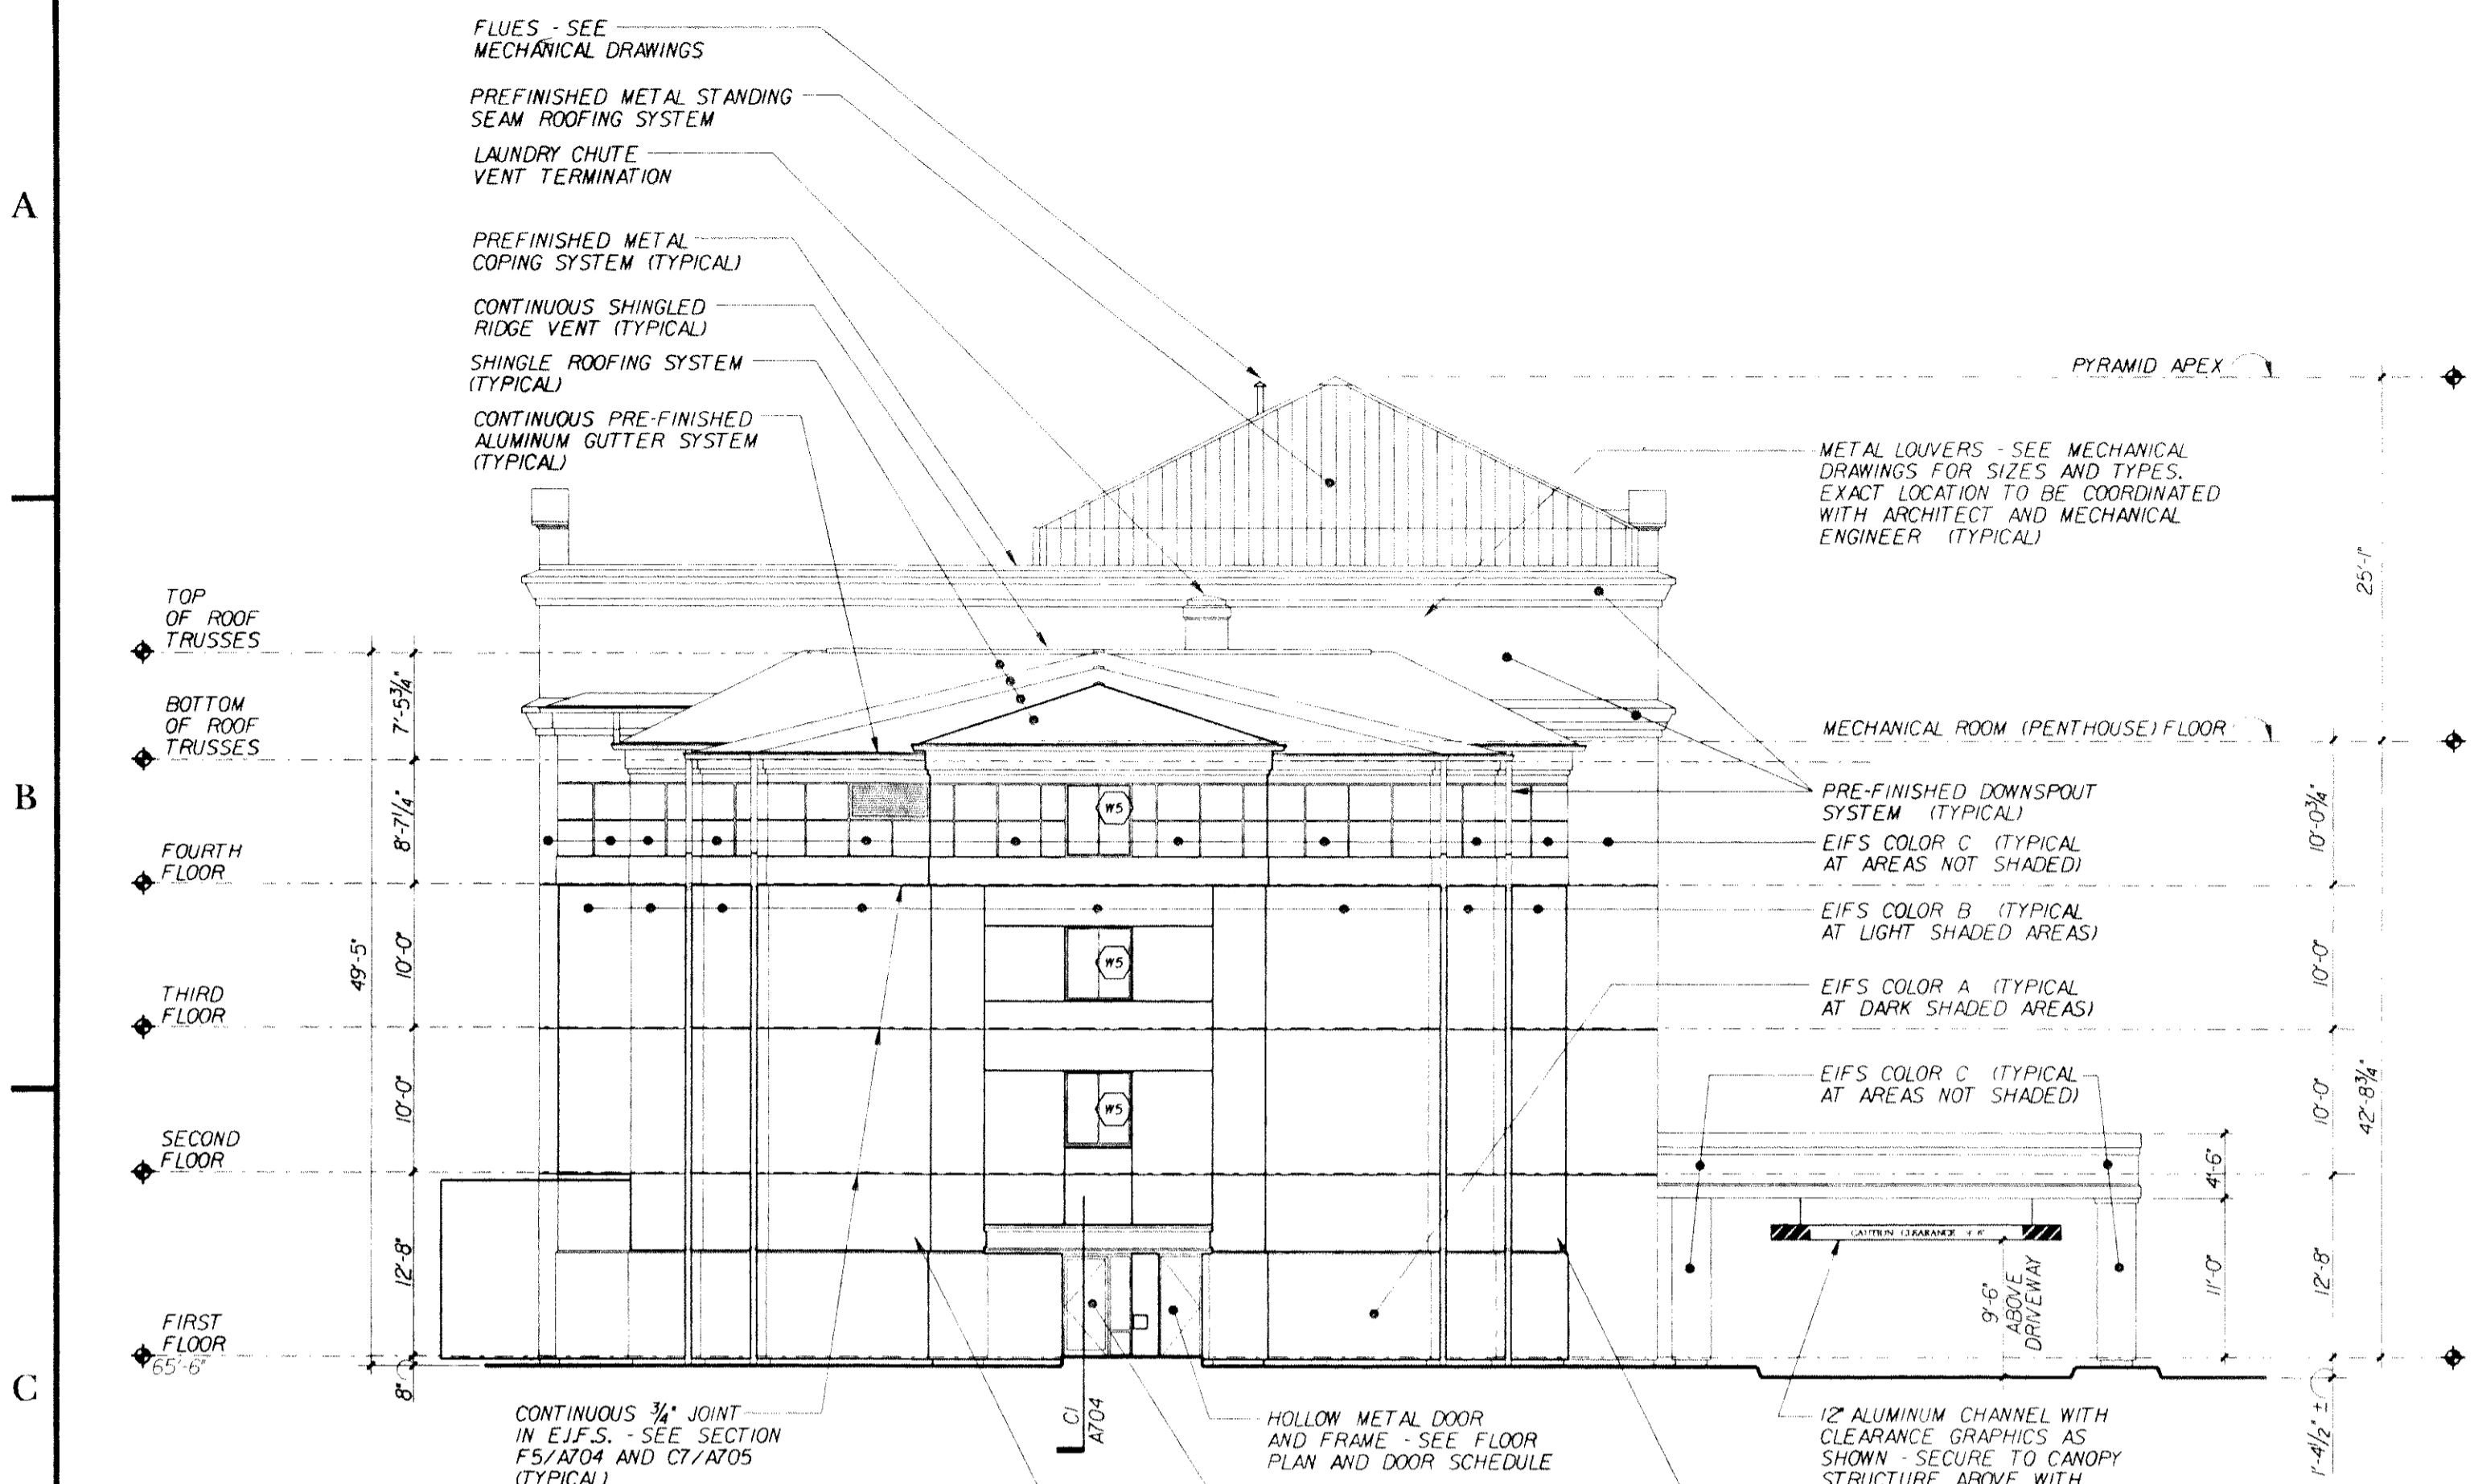 FLUES - SEE
MECHANICAL DRAWINGS
PREFINISHED METAL STANDING
SEAM ROOFING SYSTEM
LAUNDRY CHUTE
VENT TERMINATION
A
PREFINISHED METAL
COPING SYSTEM (TYPICAL)
CONTINUOUS SHINGLED
RIDGE VENT (TYPICAL)
SHINGLE ROOFING SYSTEM
(TYPICAL)
CONTINUOUS PRE-FINISHED
ALUMINUM GUTTER SYSTEM
(TYPICAL)
PYRAMID APEX
METAL LOUVERS - SEE MECHANICAL
DRAWINGS FOR SIZES AND TYPES.
EXACT LOCATION TO BE COORDINATED
WITH ARCHITECT AND MECHANICAL
ENGINEER (TYPICAL)
25'-1"
TOP
OF ROOF
TRUSSES
7'-5 3/4"
BOTTOM
OF ROOF
TRUSSES
MECHANICAL ROOM (PENTHOUSE) FLOOR
B
8'-7 1/4"
W5
PRE-FINISHED DOWNSPOUT
SYSTEM (TYPICAL)
10'-0 3/4"
FOURTH
FLOOR
EIFS COLOR C (TYPICAL
AT AREAS NOT SHADED)
EIFS COLOR B (TYPICAL
AT LIGHT SHADED AREAS)
49'-5"
10'-0"
W5
10'-0"
THIRD
FLOOR
EIFS COLOR A (TYPICAL
AT DARK SHADED AREAS)
10'-0"
W5
EIFS COLOR C (TYPICAL
AT AREAS NOT SHADED)
10'-0"
42'-8 3/4"
SECOND
FLOOR
4'-6"
CAUTION CLEARANCE 9'-6"
12'-8"
9'-6"
ABOVE
DRIVEWAY
11'-0"
12'-8"
FIRST
FLOOR
65'-6"
8"
C
CONTINUOUS 3/4" JOINT
IN E.I.F.S. - SEE SECTION
F5/A704 AND C7/A705
(TYPICAL)
C1
A704
HOLLOW METAL DOOR
AND FRAME - SEE FLOOR
PLAN AND DOOR SCHEDULE
12" ALUMINUM CHANNEL WITH
CLEARANCE GRAPHICS AS
SHOWN - SECURE TO CANOPY
STRUCTURE ABOVE WITH
1'-4 1/2" ±